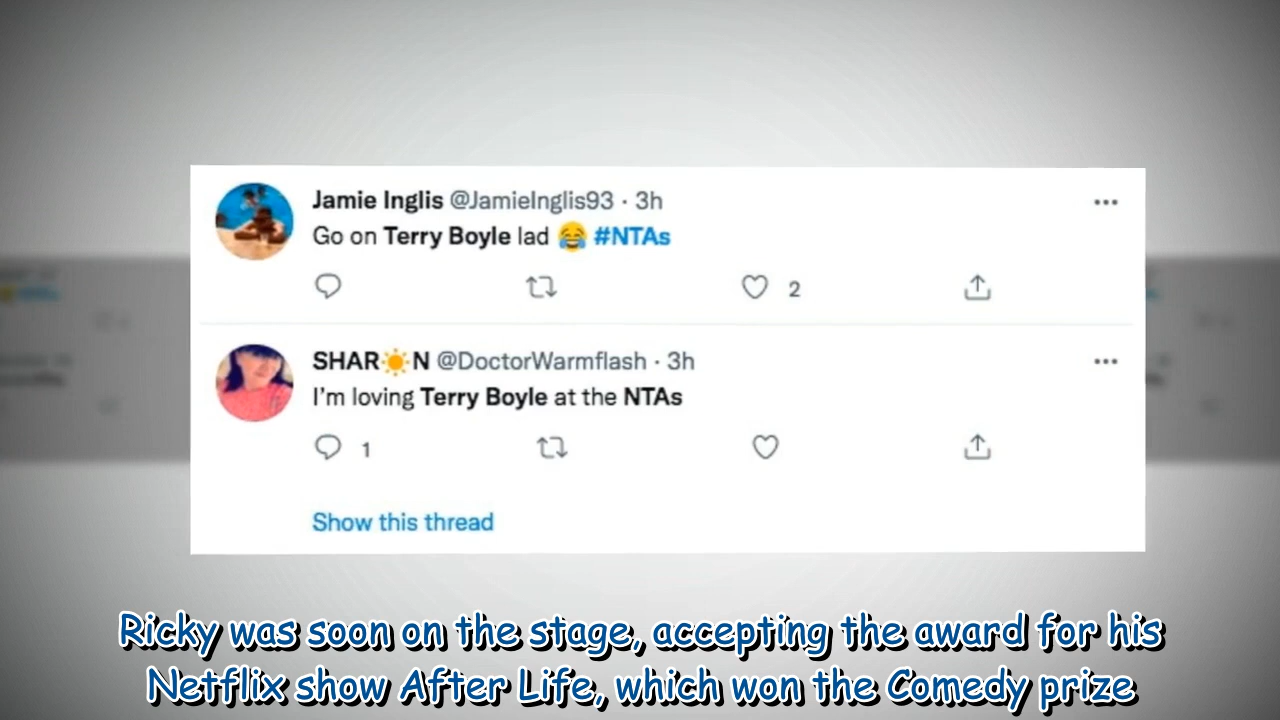 Jamie Inglis @JamieInglis93 · 3h
Go on Terry Boyle lad 😂 #NTAs
2
SHAR☀️N @DoctorWarmflash · 3h
I'm loving Terry Boyle at the NTAs
1
Show this thread
Ricky was soon on the stage, accepting the award for his
Netflix show After Life, which won the Comedy prize